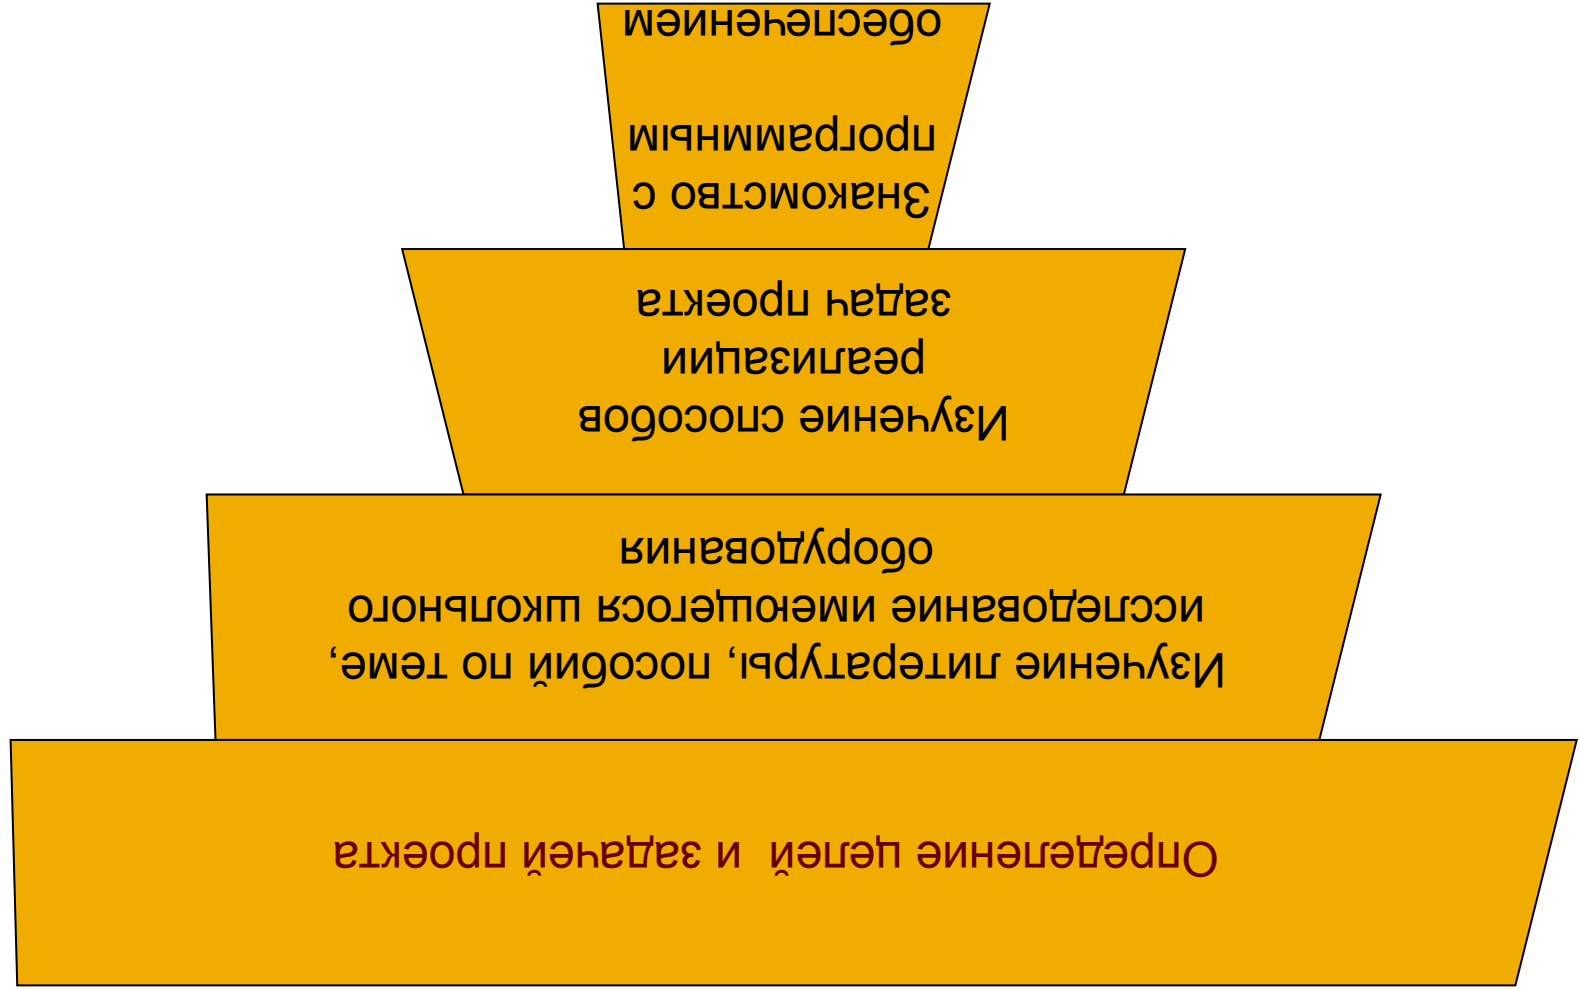 Определение целей и задачей проекта
Изучение литературы, пособий по теме,
исследование имеющегося школьного
оборудования
Изучение способов
реализации
задач проекта
Знакомство с
программным
обеспечением